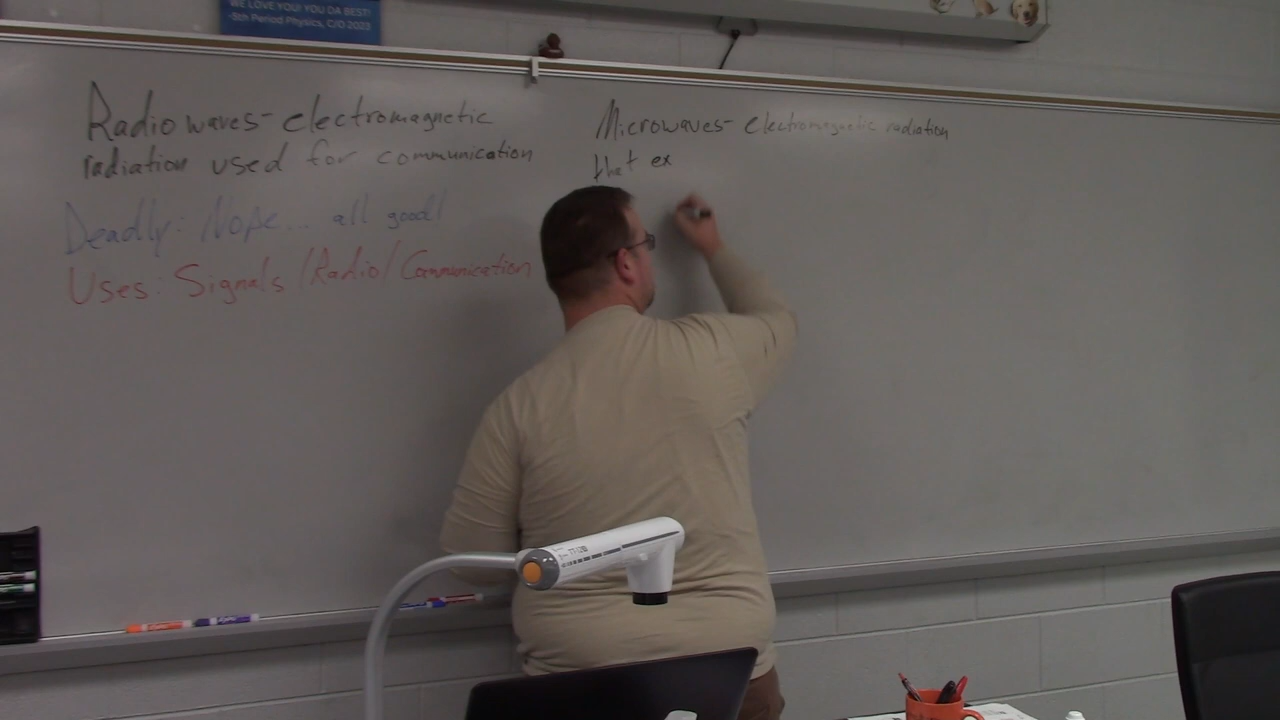 WE LOVE YOU! YOU DA BEST!
-5th Period Physics, C/O 2023
Radio waves- electromagnetic
radiation used for communication
Deadly: Nope... all good!
Uses: Signals/Radio/Communication
Microwaves- Electromagnetic radiation
that ex